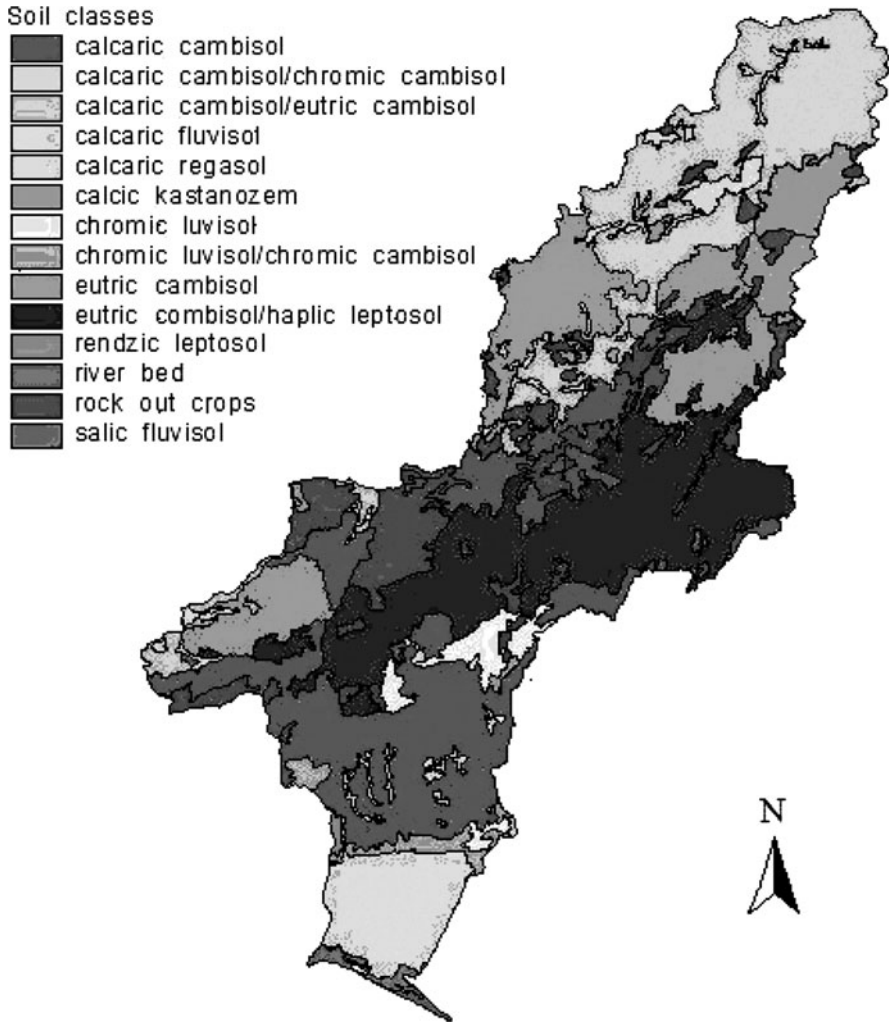 Soil classes
calcaric cambisol
calcaric cambisol/chromic cambisol
calcaric cambisol/eutric cambisol
calcaric fluvisol
calcaric regasol
calcic kastanozem
chromic luvisol
chromic luvisol/chromic cambisol
eutric cambisol
eutric combisol/haplic leptosol
rendzic leptosol
river bed
rock out crops
salic fluvisol
N